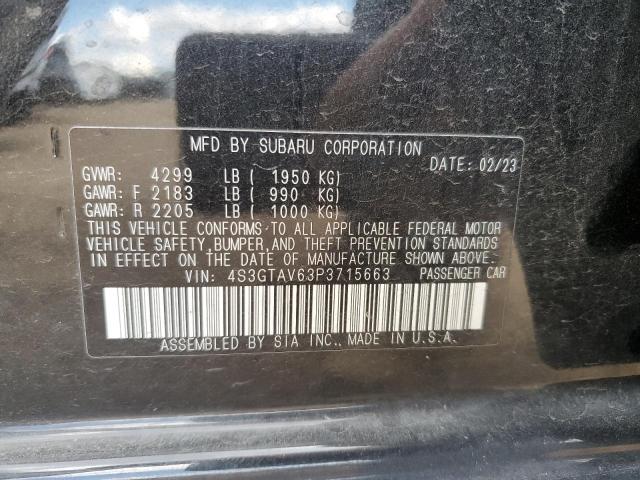 MFD BY SUBARU CORPORATION
DATE: 02/23
GVWR: 4299 LB ( 1950 KG)
GAWR: F 2183 LB ( 990 KG)
GAWR: R 2205 LB ( 1000 KG)
THIS VEHICLE CONFORMS TO ALL APPLICABLE FEDERAL MOTOR
VEHICLE SAFETY, BUMPER, AND THEFT PREVENTION STANDARDS
IN EFFECT ON THE DATE OF MANUFACTURE SHOWN ABOVE.
VIN: 4S3GTAV63P3715663 PASSENGER CAR
ASSEMBLED BY SIA INC., MADE IN U.S.A.